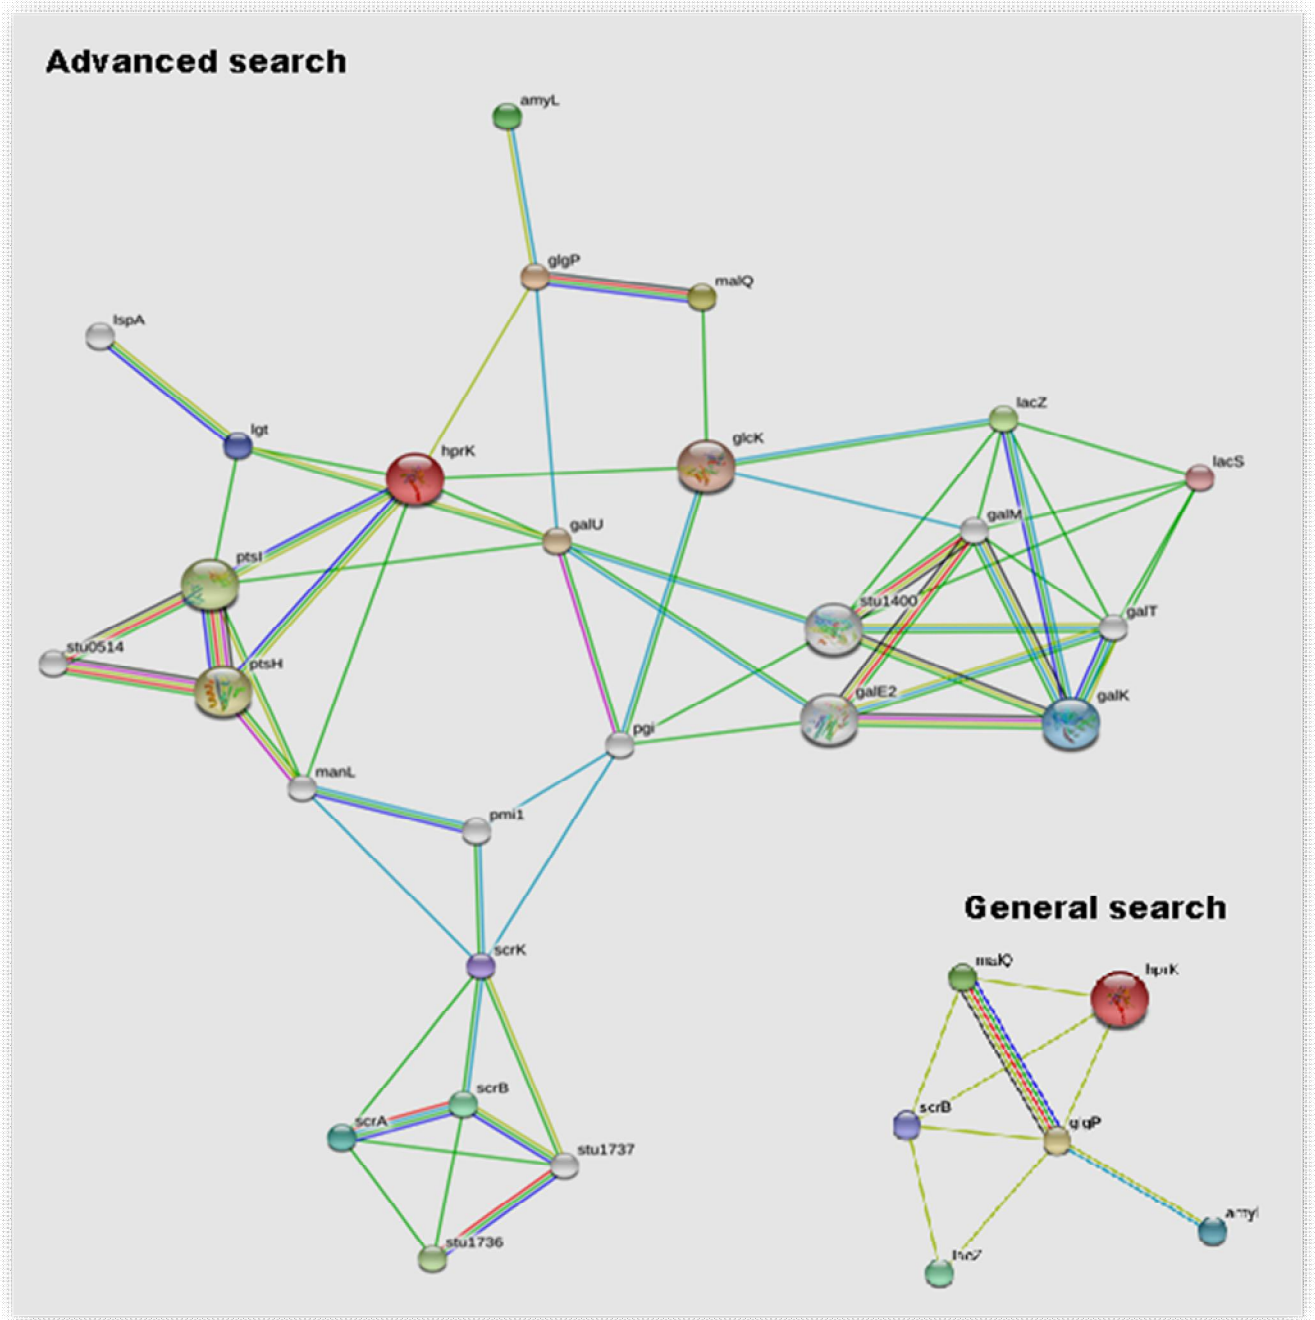 Advanced search
amyL
glgP
malQ
lspA
lacZ
lgt
hprK
glcK
lacS
galM
galU
ptsI
stu1400
galT
stu0514
ptsH
galE2
galK
pgi
manL
pmi1
General search
scrK
malQ
hprK
scrB
scrB
scrA
glgP
stu1737
stu1736
lacZ